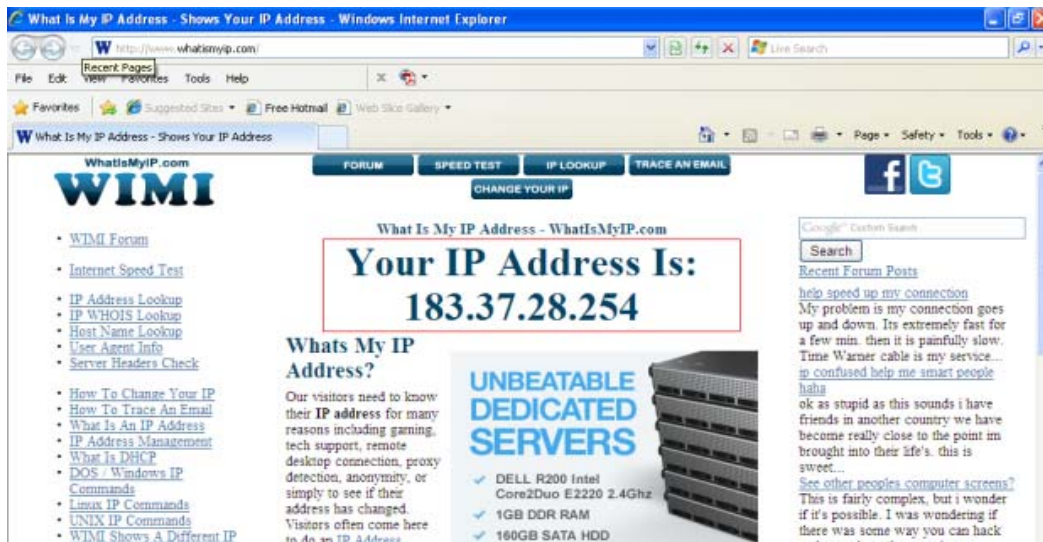 What Is My IP Address - Shows Your IP Address - Windows Internet Explorer
http://www.whatismyip.com/
Live Search
Recent Pages
File Edit View Favorites Tools Help
Favorites Suggested Sites Free Hotmail Web Slice Gallery
What Is My IP Address - Shows Your IP Address
Page Safety Tools
WhatIsMyIP.com
WIMI
FORUM SPEED TEST IP LOOKUP TRACE AN EMAIL
CHANGE YOUR IP
WIMI Forum
Internet Speed Test
IP Address Lookup
IP WHOIS Lookup
Host Name Lookup
User Agent Info
Server Headers Check
How To Change Your IP
How To Trace An Email
What Is An IP Address
IP Address Management
What Is DHCP
DOS / Windows IP
Commands
Linux IP Commands
UNIX IP Commands
WIMI Shows A Different IP
What Is My IP Address - WhatIsMyIP.com
Your IP Address Is:
183.37.28.254
Whats My IP
Address?
Our visitors need to know
their IP address for many
reasons including gaming,
tech support, remote
desktop connection, proxy
detection, anonymity, or
simply to see if their
address has changed.
Visitors often come here
to do an IP Address
UNBEATABLE
DEDICATED
SERVERS
DELL R200 Intel
Core2Duo E2220 2.4Ghz
1GB DDR RAM
160GB SATA HDD
Google Custom Search
Search
Recent Forum Posts
help speed up my connection
My problem is my connection goes
up and down. Its extremely fast for
a few min. then it is painfully slow.
Time Warner cable is my service...
ip confused help me smart people
haha
ok as stupid as this sounds i have
friends in another country we have
become really close to the point im
brought into their life's. this is
sweet...
See other peoples computer screens?
This is fairly complex, but i wonder
if it's possible. I was wondering if
there was some way you can hack